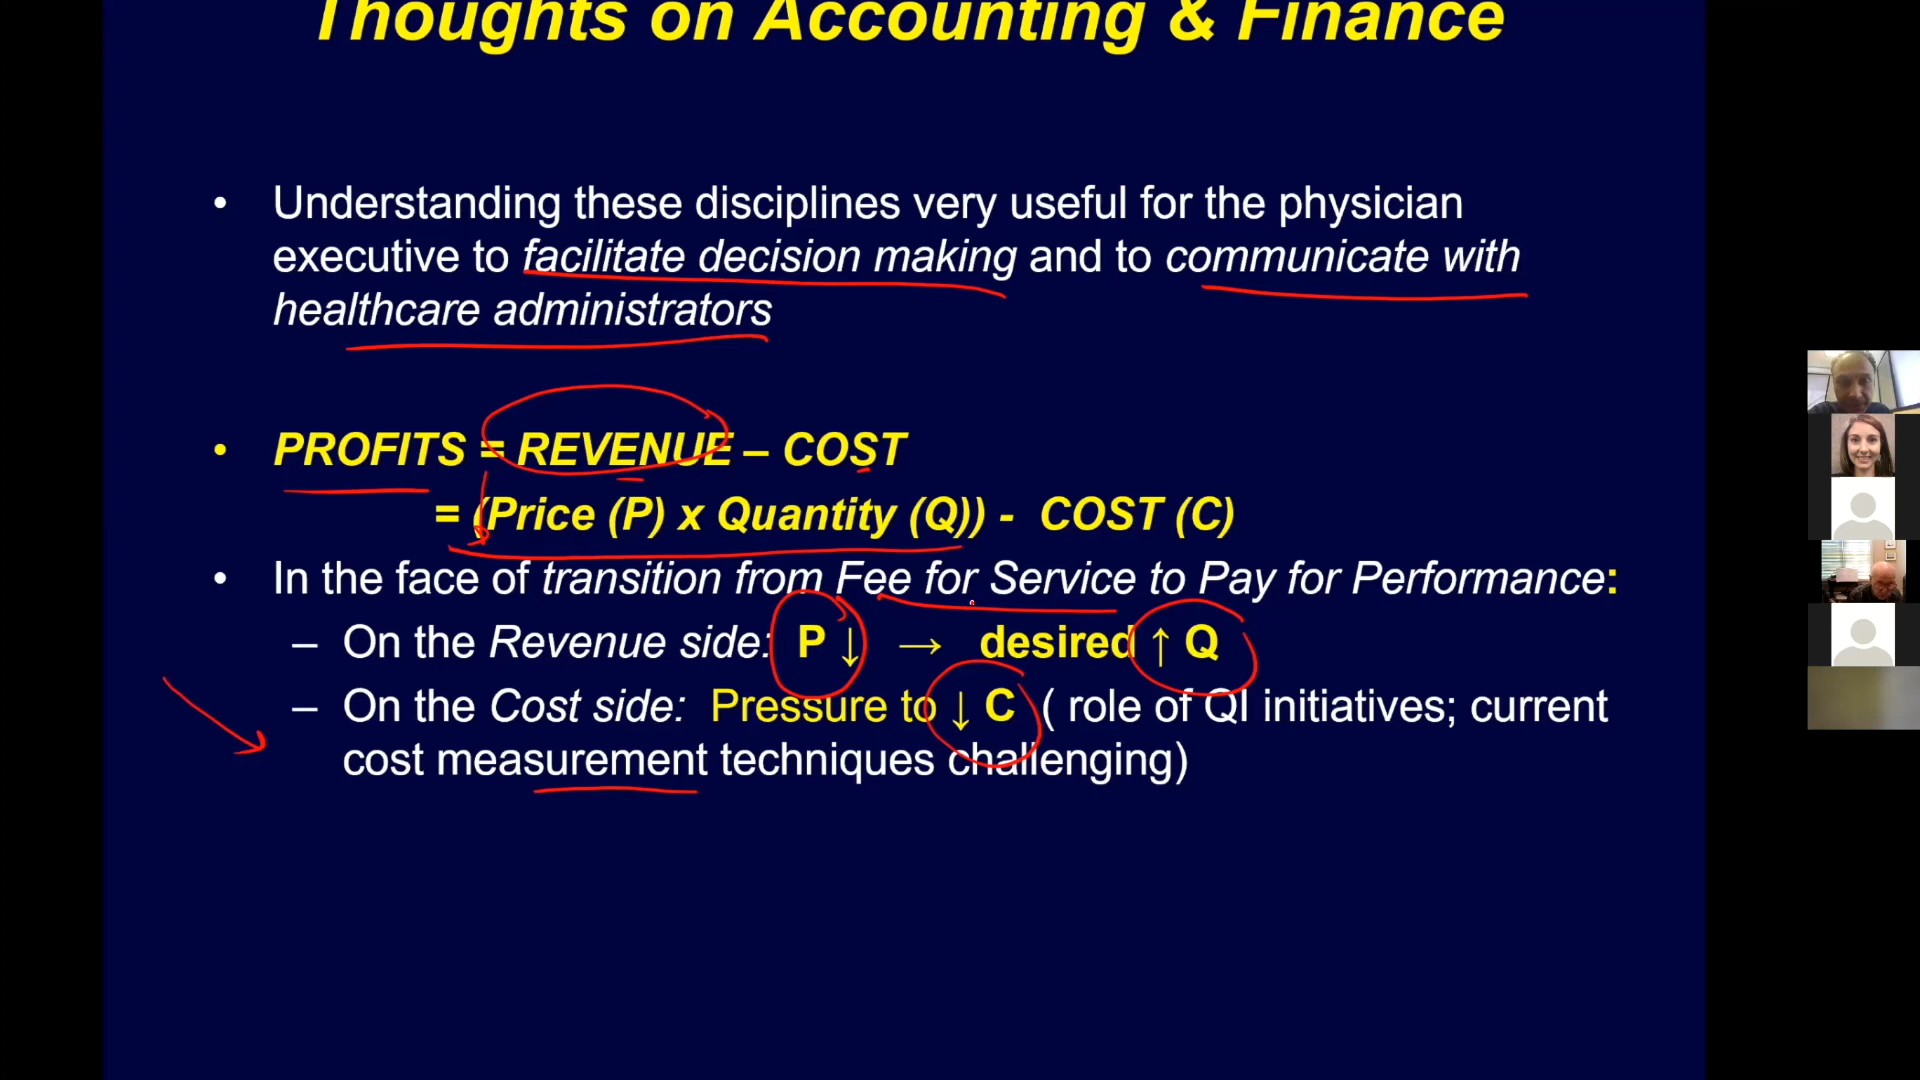 Thoughts on Accounting & Finance
• Understanding these disciplines very useful for the physician
executive to facilitate decision making and to communicate with
healthcare administrators
• PROFITS = REVENUE – COST
= (Price (P) x Quantity (Q)) - COST (C)
• In the face of transition from Fee for Service to Pay for Performance:
– On the Revenue side: P ↓ → desired ↑ Q
– On the Cost side: Pressure to ↓ C ( role of QI initiatives; current
cost measurement techniques challenging)